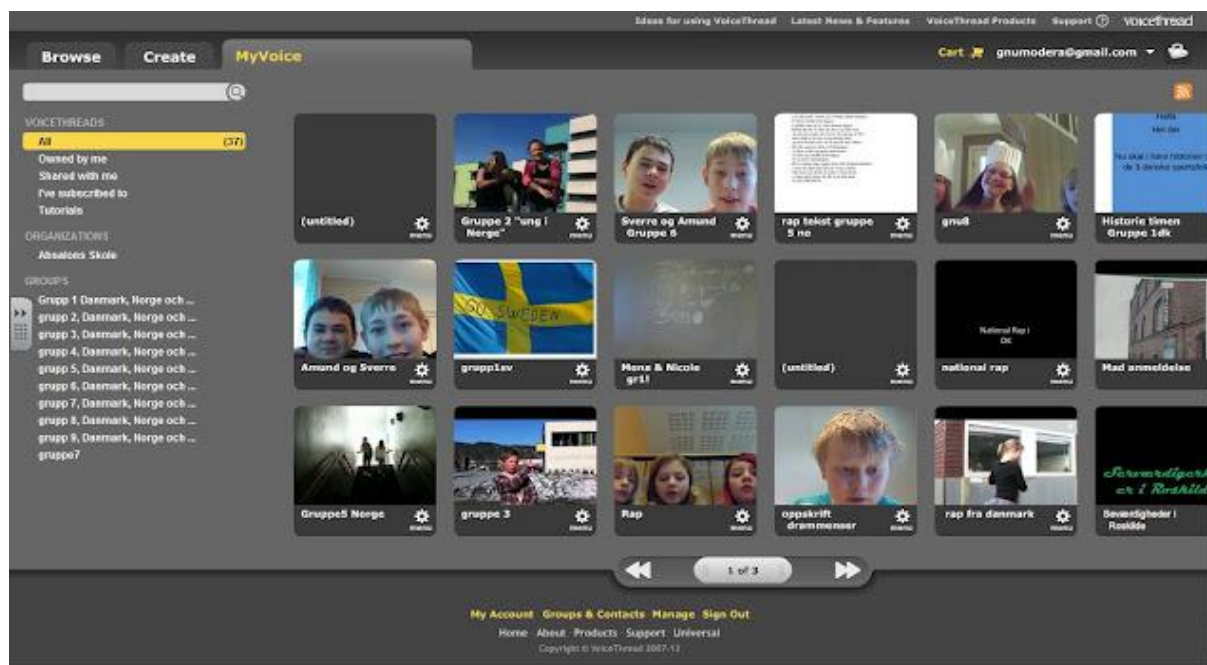 Ideas for using VoiceThread Latest News & Features VoiceThread Products Support ? voicethread
Browse Create MyVoice
Cart gnumodera@gmail.com
VOICETHREADS
All (37)
Owned by me
Shared with me
I've subscribed to
Tutorials
ORGANIZATIONS
Absalons Skole
GROUPS
Grupp 1 Danmark, Norge och ...
grupp 2, Danmark, Norge och ...
grupp 3, Danmark, Norge och ...
grupp 4, Danmark, Norge och ...
grupp 5, Danmark, Norge och ...
grupp 6, Danmark, Norge och ...
grupp 7, Danmark, Norge och ...
grupp 8, Danmark, Norge och ...
grupp 9, Danmark, Norge och ...
gruppe7
(untitled) menu
Gruppe 2 "ung i
Norge" menu
Sverre og Amund
Gruppe 6 menu
rap tekst gruppe
5 no menu
gnu8 menu
Hej
Historie timen
Gruppe 1dk
Amund og Sverre menu
GO SWEDEN
grupp1sv menu
Mona & Nicole
gr1! menu
(untitled) menu
National Rap i
DK
national rap menu
Mad anmeldelse
Gruppe5 Norge menu
gruppe 3 menu
Rap menu
oppskrift
drømmenser menu
rap fra danmark menu
er i Roskild
Seværdigheder i
Roskilde
1 of 3
My Account Groups & Contacts Manage Sign Out
Home About Products Support Universal
Copyright © VoiceThread 2007-13